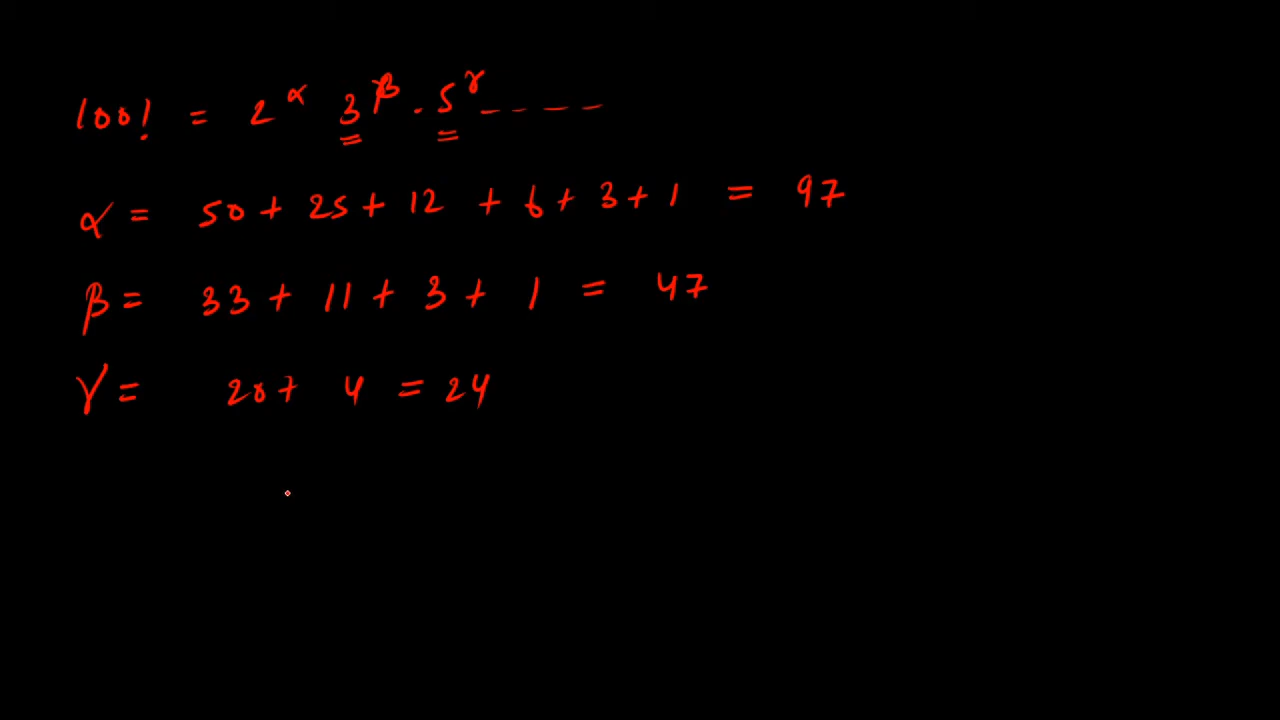 100! = 2^α 3^β . 5^γ - - - - -
α = 50 + 25 + 12 + 6 + 3 + 1 = 97
β = 33 + 11 + 3 + 1 = 47
γ = 20+ 4 = 24